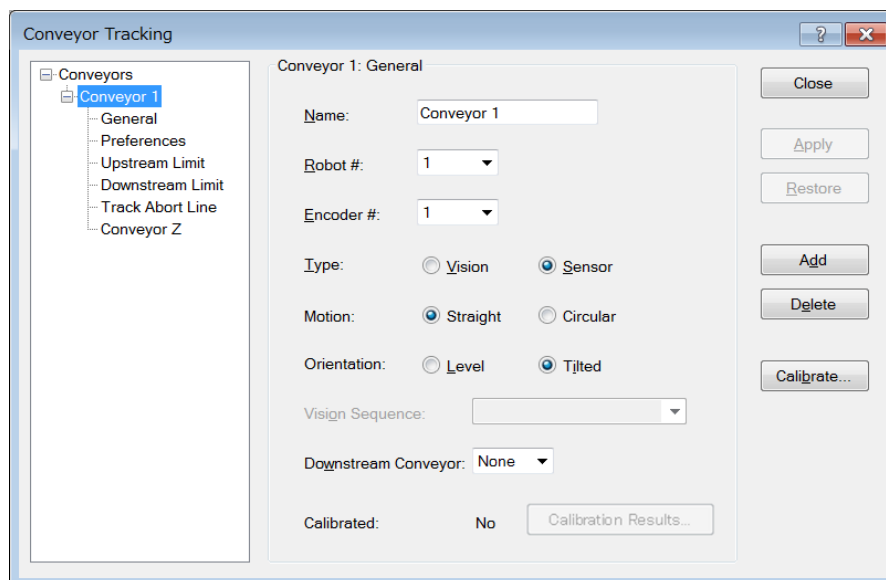 Conveyor Tracking
Conveyors
Conveyor 1
General
Preferences
Upstream Limit
Downstream Limit
Track Abort Line
Conveyor Z
Conveyor 1: General
Name: Conveyor 1
Robot #: 1
Encoder #: 1
Type: Vision Sensor
Motion: Straight Circular
Orientation: Level Tilted
Vision Sequence:
Downstream Conveyor: None
Calibrated: No Calibration Results...
Close
Apply
Restore
Add
Delete
Calibrate...